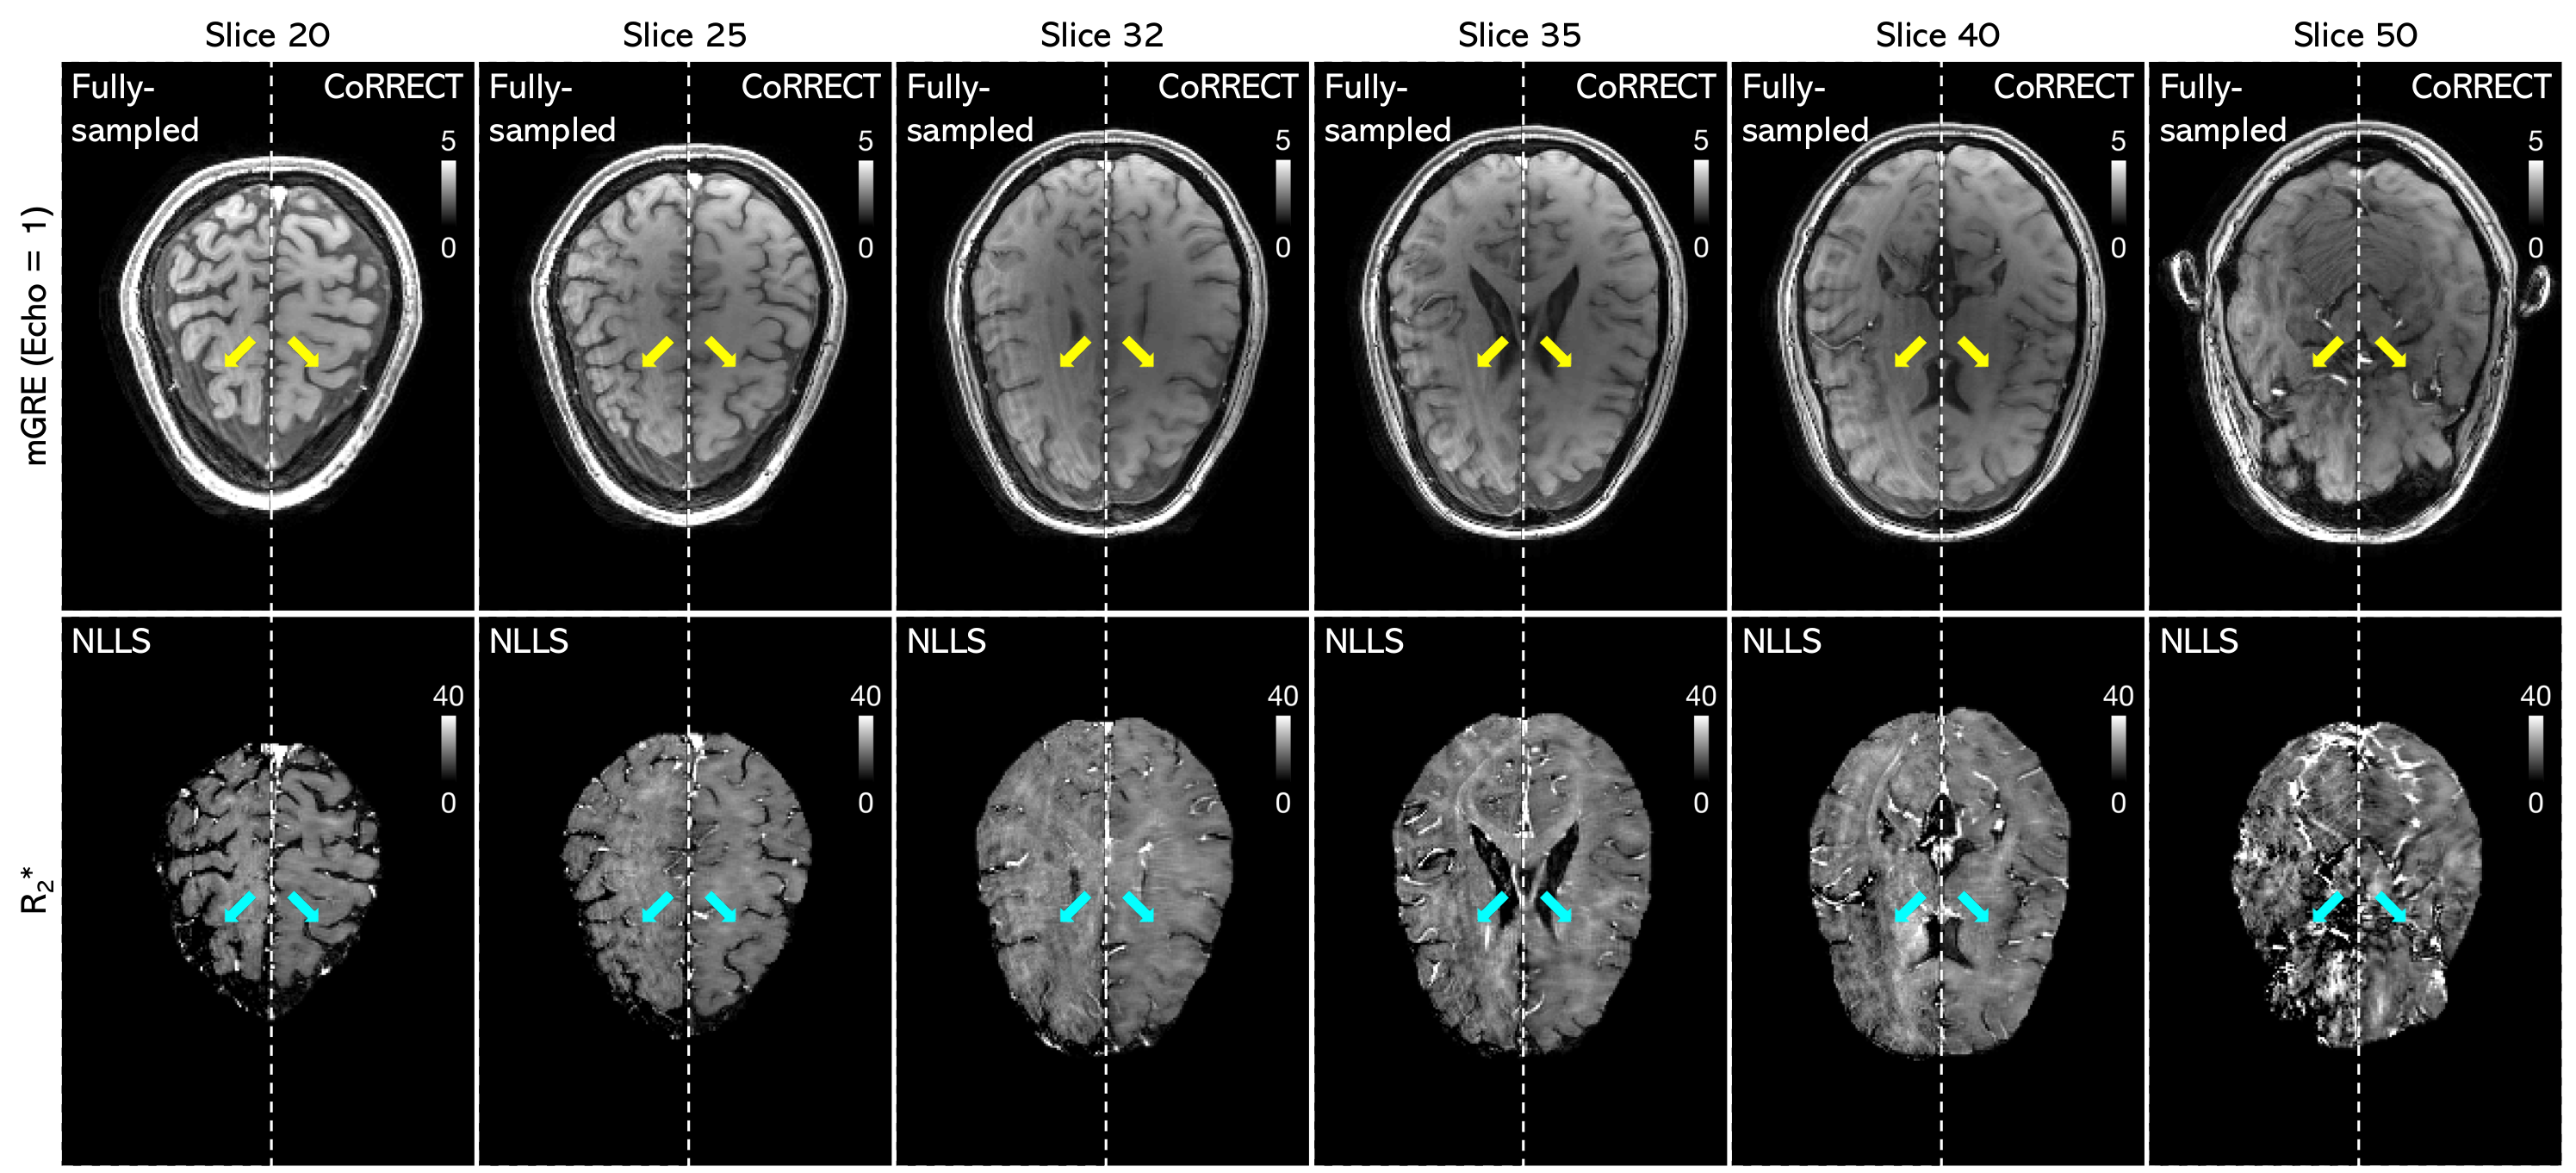 Slice 20
Slice 25
Slice 32
Slice 35
Slice 40
Slice 50
mGRE (Echo = 1)
Fully-
sampled
CoRRECT
5
0
Fully-
sampled
CoRRECT
5
0
Fully-
sampled
CoRRECT
5
0
Fully-
sampled
CoRRECT
5
0
Fully-
sampled
CoRRECT
5
0
Fully-
sampled
CoRRECT
5
0
R₂*
NLLS
40
0
NLLS
40
0
NLLS
40
0
NLLS
40
0
NLLS
40
0
NLLS
40
0